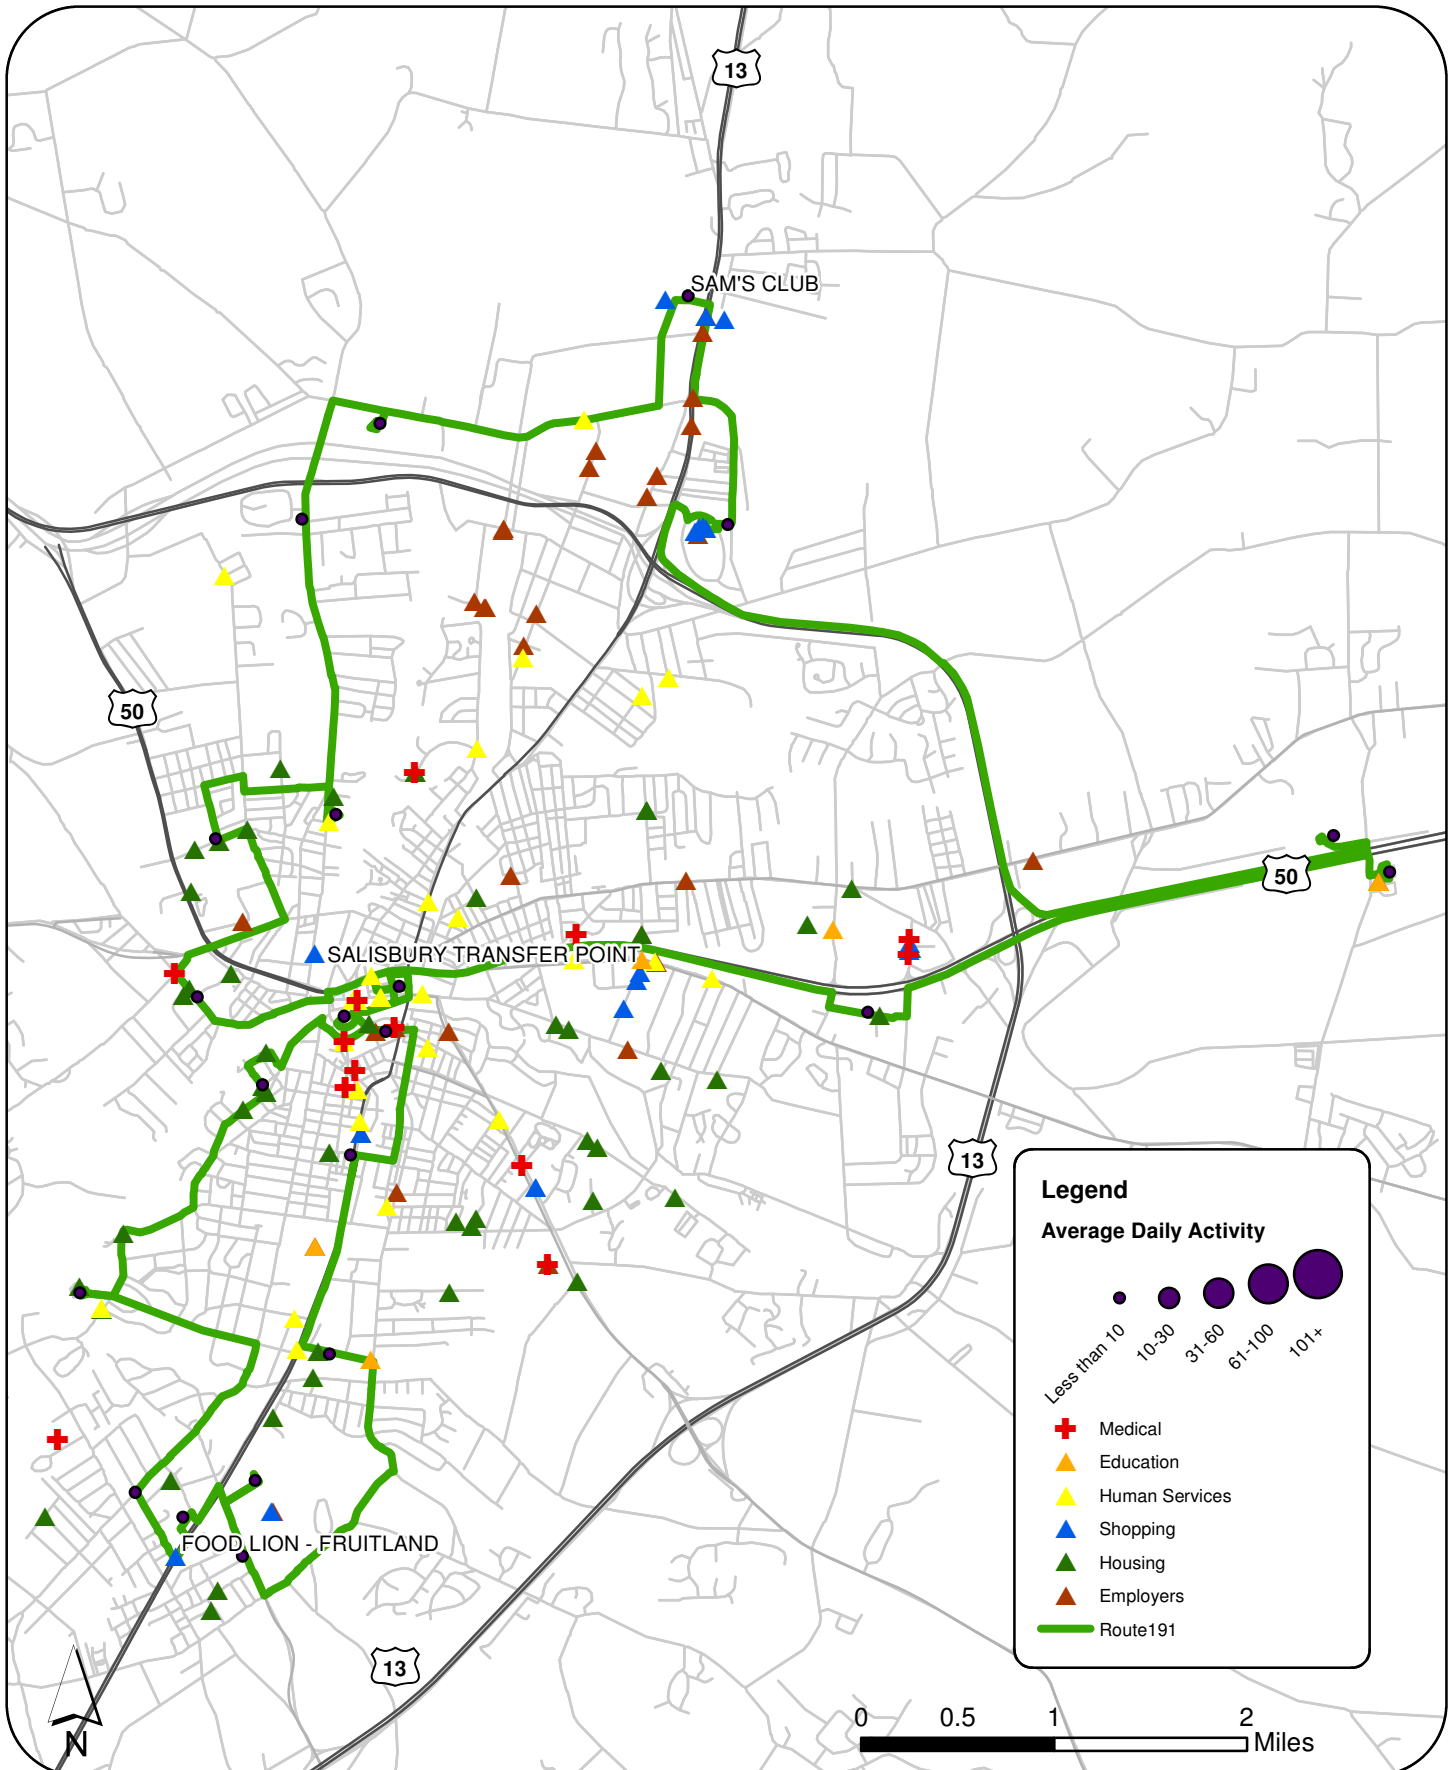 13
SAM'S CLUB
50
50
SALISBURY TRANSFER POINT
13
Legend
Average Daily Activity
Less than 10
10-30
31-60
61-100
101+
Medical
Education
Human Services
Shopping
Housing
Employers
Route191
FOOD LION - FRUITLAND
13
N
0 0.5 1 2
Miles